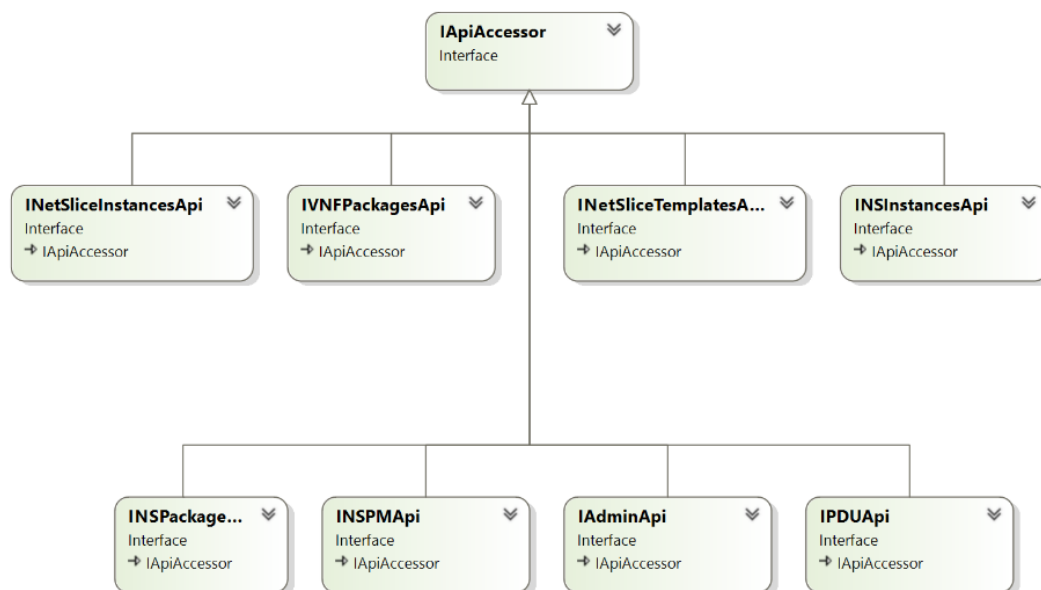 IApiAccessor
Interface
INetSliceInstancesApi
Interface
IApiAccessor
IVNFPackagesApi
Interface
IApiAccessor
INetSliceTemplatesA...
Interface
IApiAccessor
INSInstancesApi
Interface
IApiAccessor
INSPackage...
Interface
IApiAccessor
INSPMApi
Interface
IApiAccessor
IAdminApi
Interface
IApiAccessor
IPDUApi
Interface
IApiAccessor